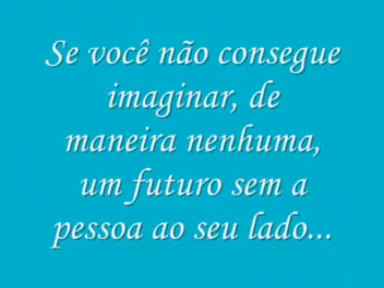 Se você não consegue
imaginar, de
maneira nenhuma,
um futuro sem a
pessoa ao seu lado...